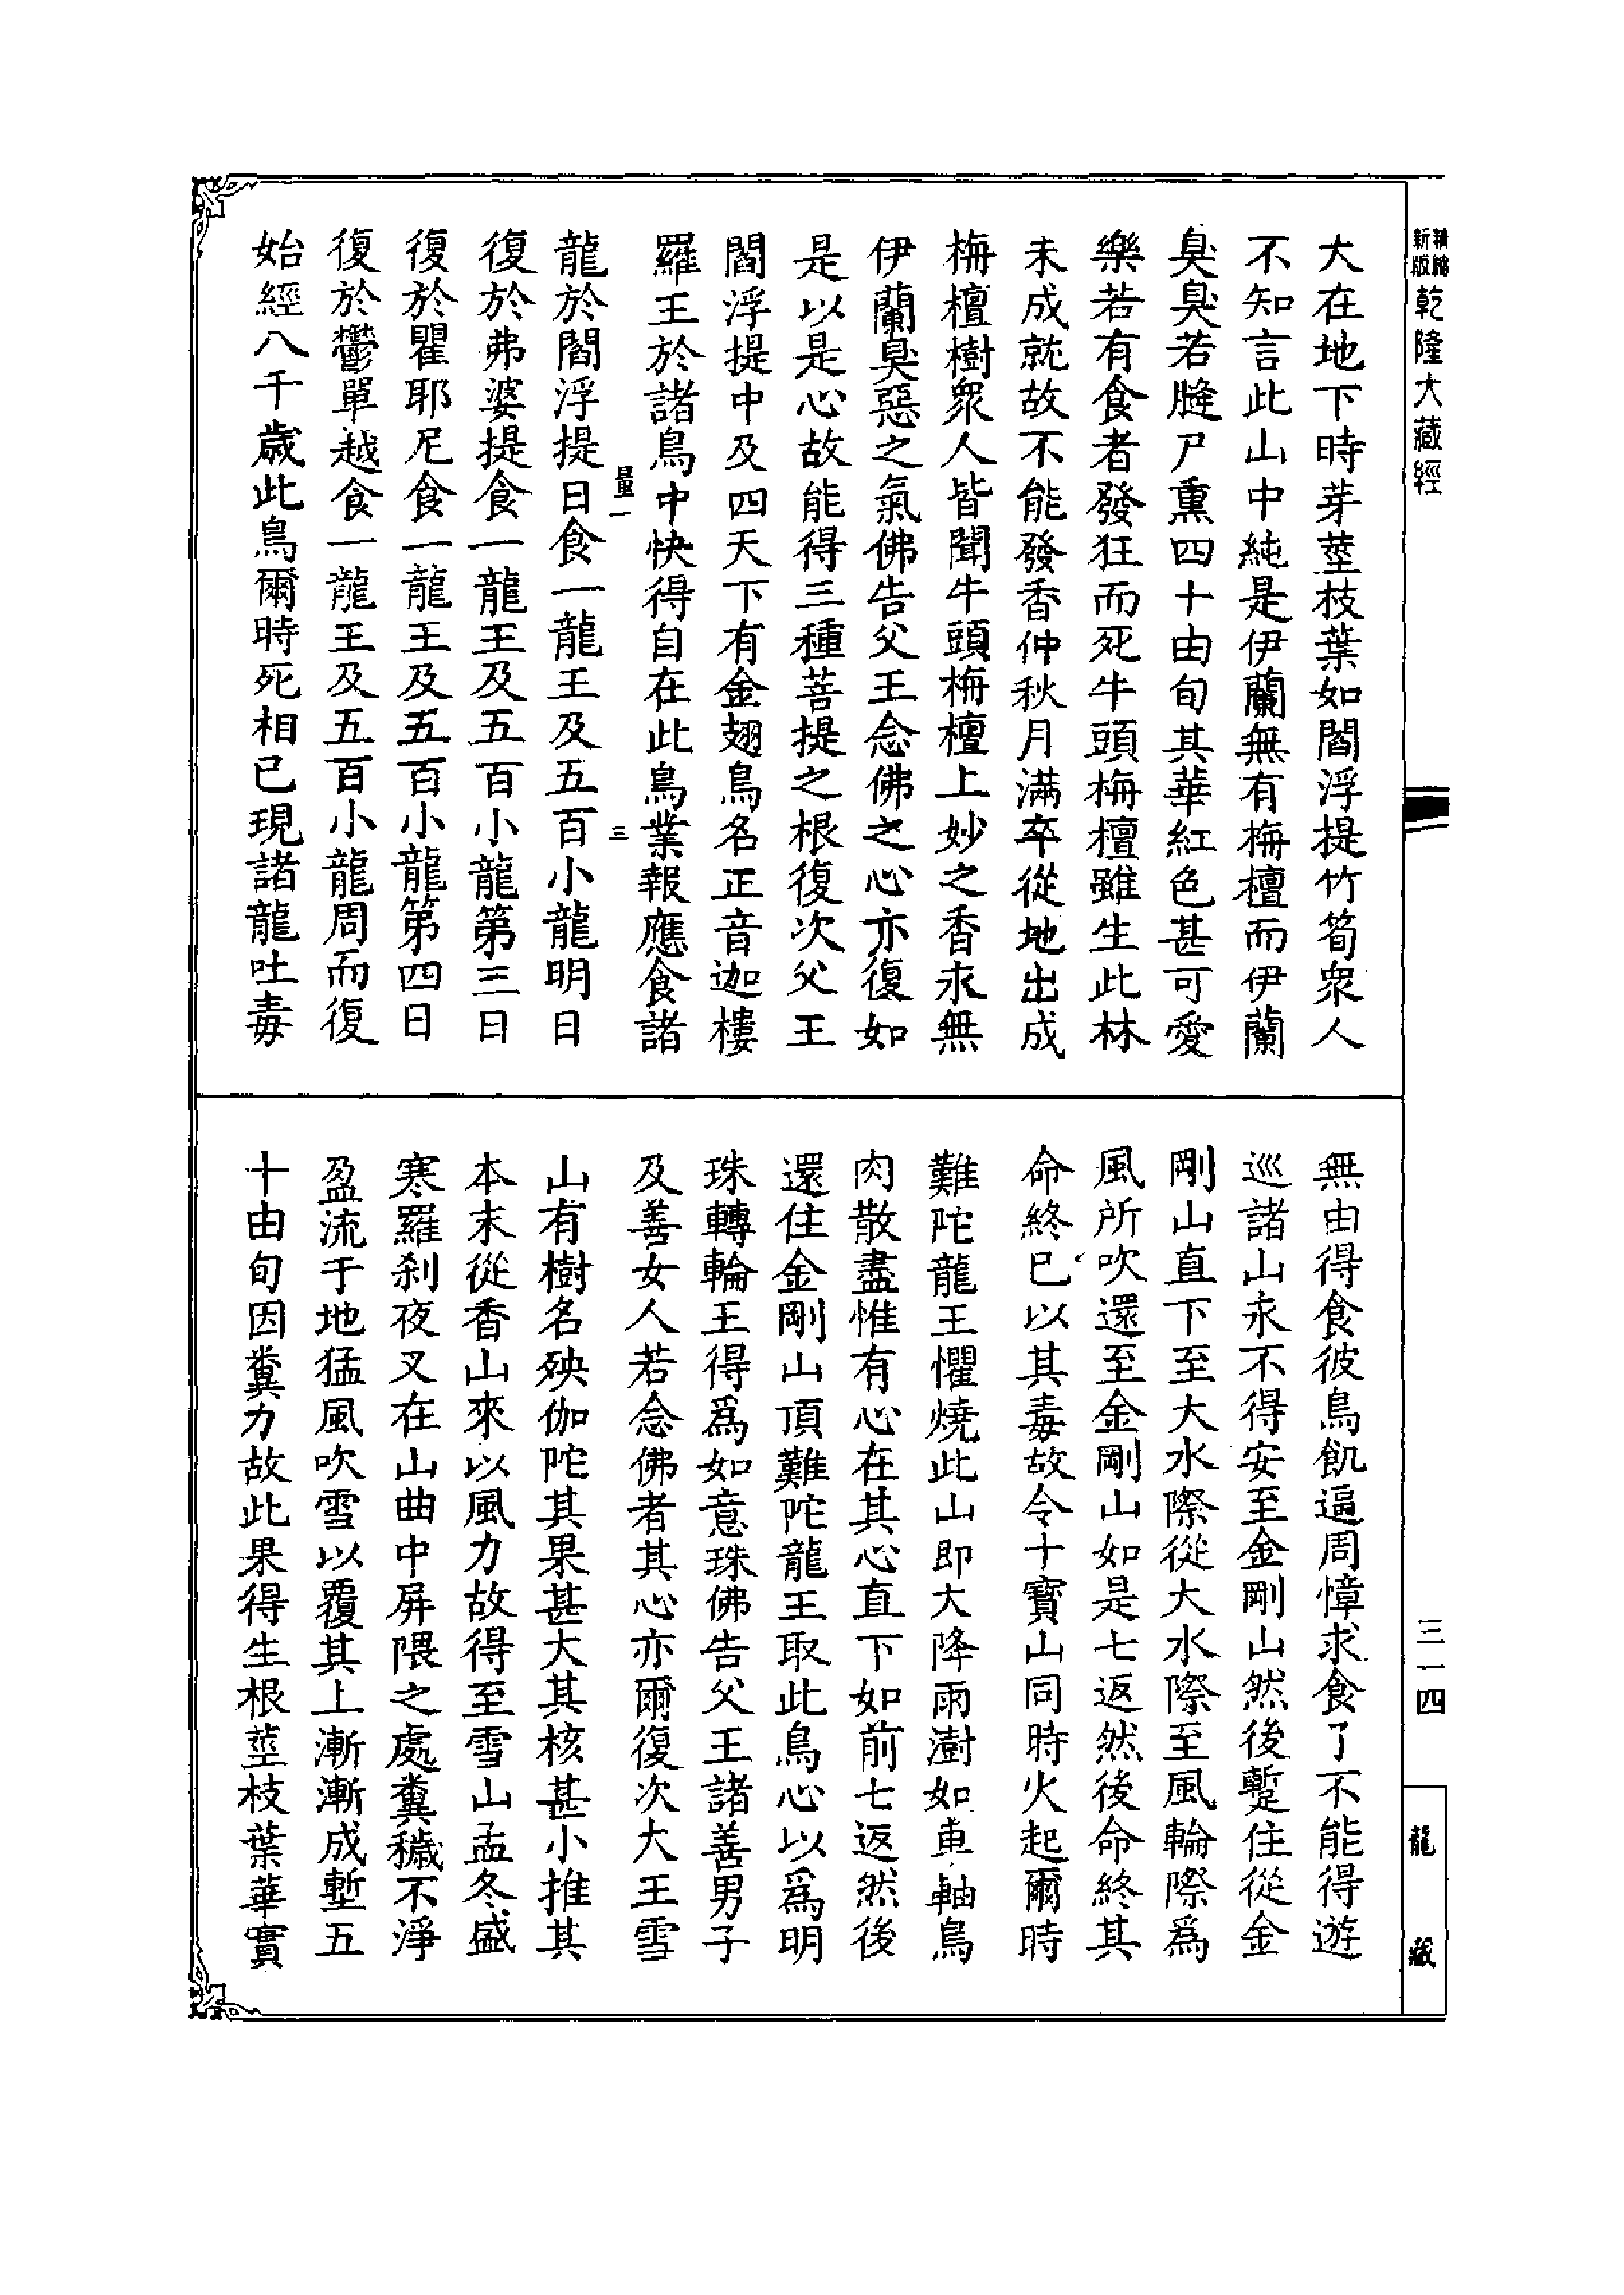 精縮新版乾隆大藏經
大在地下時芽莖枝葉如閻浮提竹筍眾人
不知言此山中純是伊蘭無有栴檀而伊蘭
臭臭若膖尸熏四十由旬其華紅色甚可愛
樂若有食者發狂而死牛頭栴檀雖生此林
未成就故不能發香仲秋月滿卒從地出成
栴檀樹眾人皆聞牛頭栴檀上妙之香永無
伊蘭臭惡之氣佛告父王念佛之心亦復如
是以是心故能得三種菩提之根復次父王
閻浮提中及四天下有金翅鳥名正音迦樓
羅王於諸鳥中快得自在此鳥業報應食諸
量一 三
龍於閻浮提日食一龍王及五百小龍明日
復於弗婆提食一龍王及五百小龍第三日
復於瞿耶尼食一龍王及五百小龍第四日
復於鬱單越食一龍王及五百小龍周而復
始經八千歲此鳥爾時死相已現諸龍吐毒
無由得食彼鳥飢逼周慞求食了不能得遊
巡諸山永不得安至金剛山然後蹔住從金
剛山直下至大水際從大水際至風輪際為
風所吹還至金剛山如是七返然後命終其
命終已以其毒故令十寶山同時火起爾時
難陀龍王懼燒此山即大降雨澍如車軸鳥
肉散盡惟有心在其心直下如前七返然後
還住金剛山頂難陀龍王取此鳥心以為明
珠轉輪王得為如意珠佛告父王諸善男子
及善女人若念佛者其心亦爾復次大王雪
山有樹名殃伽陀其果甚大其核甚小推其
本末從香山來以風力故得至雪山孟冬盛
寒羅剎夜叉在山曲中屏隈之處糞穢不淨
盈流于地猛風吹雪以覆其上漸漸成塹五
十由旬因糞力故此果得生根莖枝葉華實
三一四
龍藏